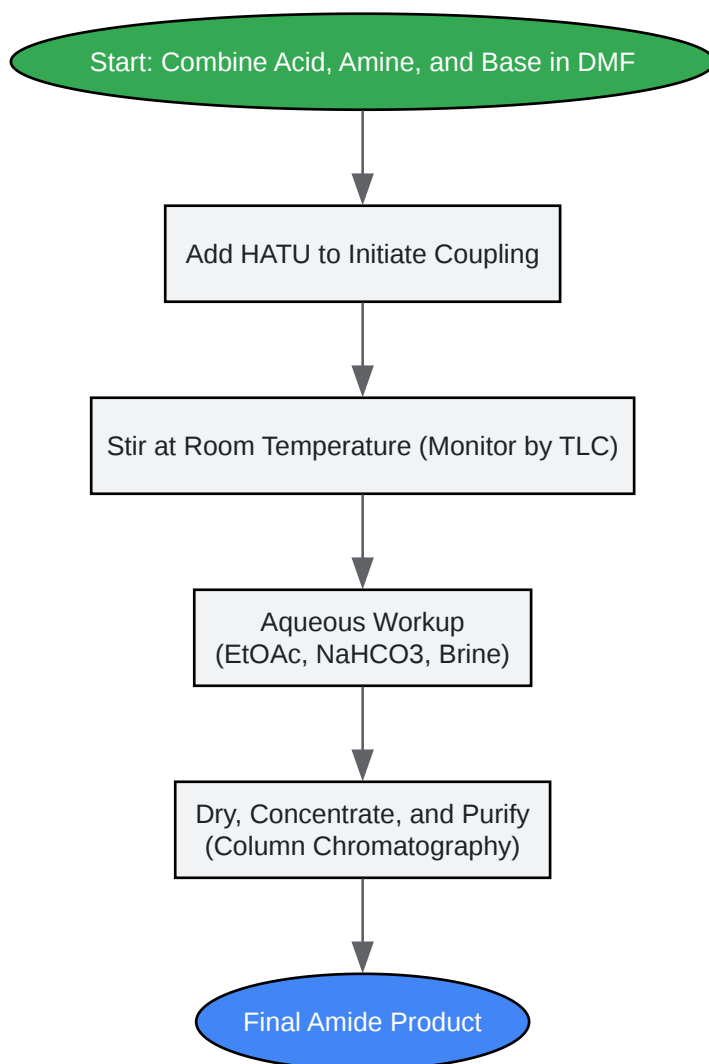 Start: Combine Acid, Amine, and Base in DMF
Add HATU to Initiate Coupling
Stir at Room Temperature (Monitor by TLC)
Aqueous Workup
(EtOAc, NaHCO3, Brine)
Dry, Concentrate, and Purify
(Column Chromatography)
Final Amide Product